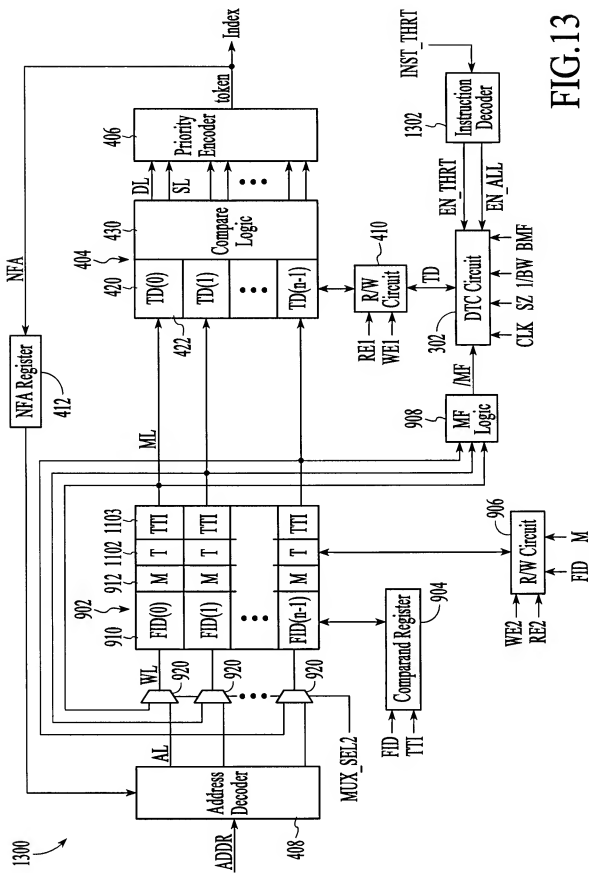 1300
ADDR
Address Decoder
408
NFA
NFA Register
412
AL
WL
920
920
920
MUX_SEL2
902
910
912
1102
1103
FID(0) M T TTI
FID(1) M T TTI
FID(n-1) M T TTI
ML
FID
TTI
Comparand Register
904
WE2
RE2
R/W Circuit
906
FID
M
404
420
430
TD(0)
TD(1)
TD(n-1)
422
Compare Logic
DL
SL
406
Priority Encoder
token
Index
RE1
WE1
R/W Circuit
410
TD
908
MF Logic
/MF
302
DTC Circuit
CLK
SZ
1/BW
BMF
EN_THRT
EN_ALL
1302
Instruction Decoder
INST_THRT
FIG.13